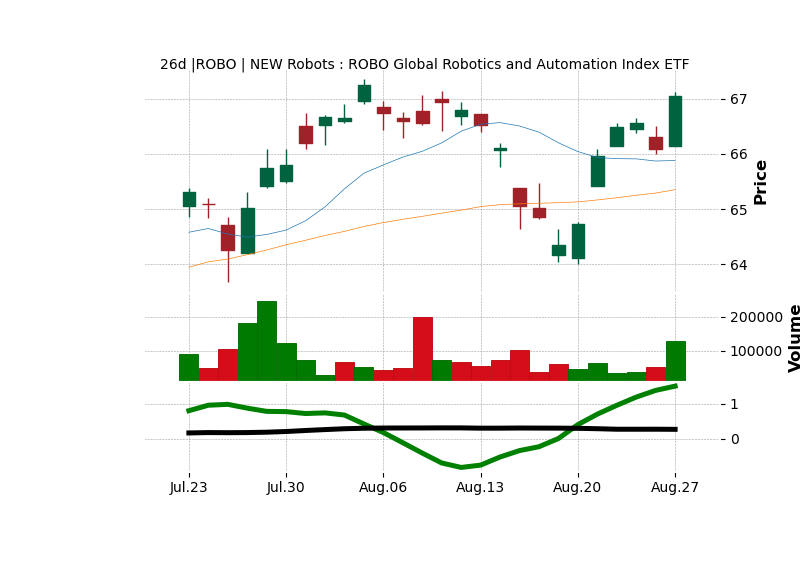 26d |ROBO | NEW Robots : ROBO Global Robotics and Automation Index ETF
67
66
65
64
Price
200000
100000
Volume
1
0
Jul.23 Jul.30 Aug.06 Aug.13 Aug.20 Aug.27